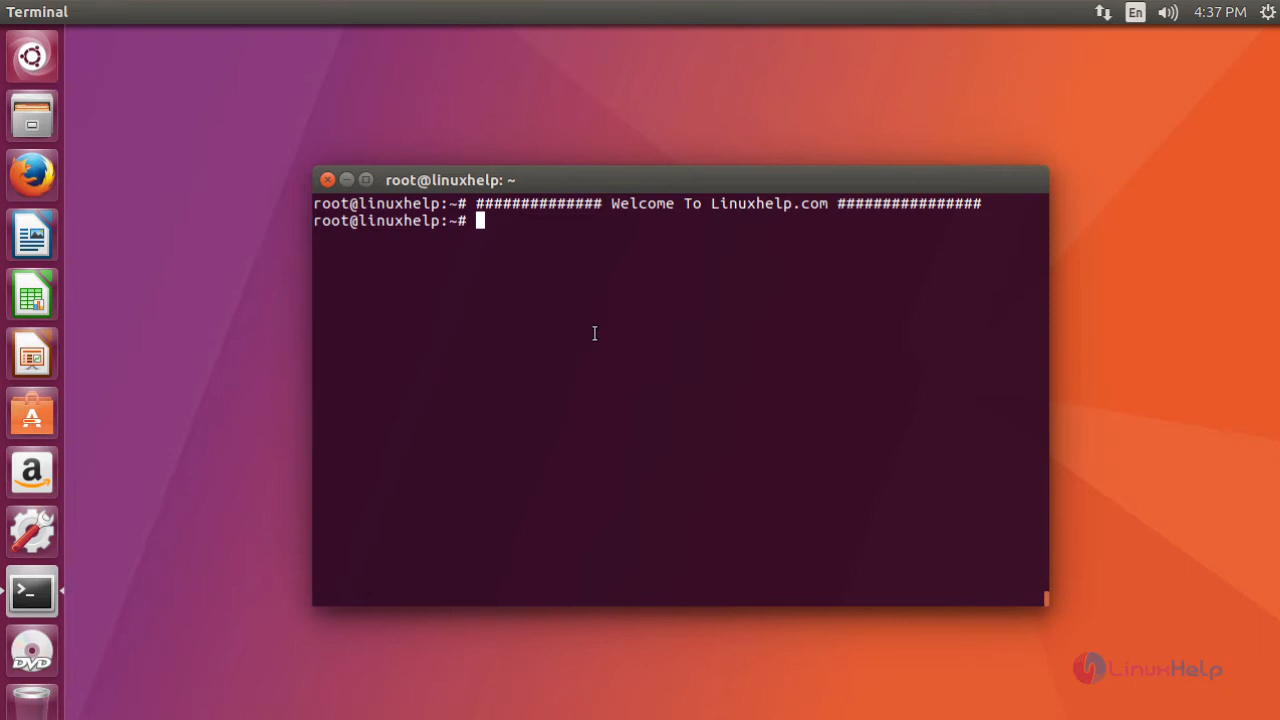 Terminal
En
4:37 PM
root@linuxhelp: ~
root@linuxhelp:~# ############## Welcome To Linuxhelp.com ################
root@linuxhelp:~#
>_
A
a
DVD
LinuxHelp